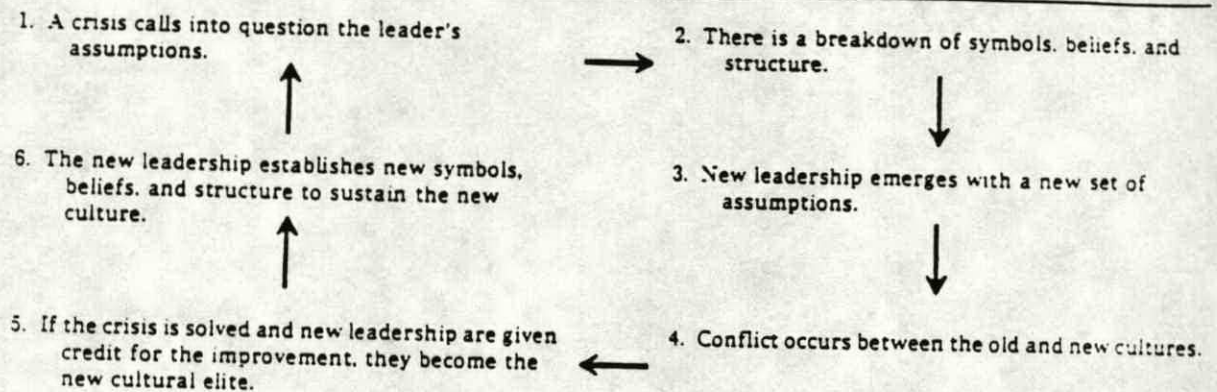 1. A crisis calls into question the leader's
assumptions.
2. There is a breakdown of symbols, beliefs, and
structure.
3. New leadership emerges with a new set of
assumptions.
4. Conflict occurs between the old and new cultures.
5. If the crisis is solved and new leadership are given
credit for the improvement, they become the
new cultural elite.
6. The new leadership establishes new symbols,
beliefs, and structure to sustain the new
culture.